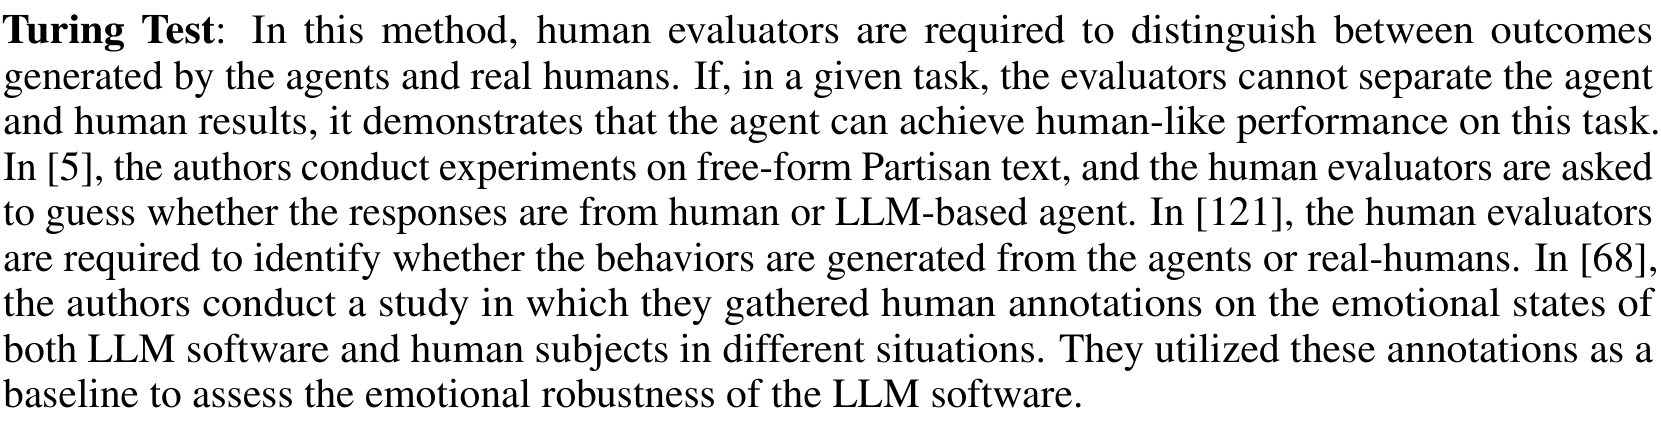 Turing Test: In this method, human evaluators are required to distinguish between outcomes
generated by the agents and real humans. If, in a given task, the evaluators cannot separate the agent
and human results, it demonstrates that the agent can achieve human-like performance on this task.
In [5], the authors conduct experiments on free-form Partisan text, and the human evaluators are asked
to guess whether the responses are from human or LLM-based agent. In [121], the human evaluators
are required to identify whether the behaviors are generated from the agents or real-humans. In [68],
the authors conduct a study in which they gathered human annotations on the emotional states of
both LLM software and human subjects in different situations. They utilized these annotations as a
baseline to assess the emotional robustness of the LLM software.